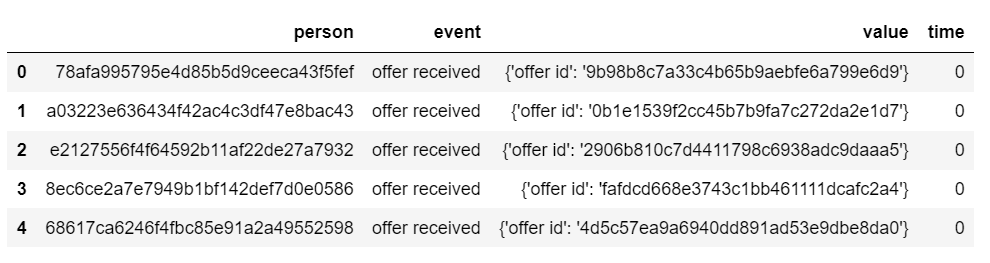 person event value time
0 78afa995795e4d85b5d9ceeca43f5fef offer received {'offer id': '9b98b8c7a33c4b65b9aebfe6a799e6d9'} 0
1 a03223e636434f42ac4c3df47e8bac43 offer received {'offer id': '0b1e1539f2cc45b7b9fa7c272da2e1d7'} 0
2 e2127556f4f64592b11af22de27a7932 offer received {'offer id': '2906b810c7d4411798c6938adc9daaa5'} 0
3 8ec6ce2a7e7949b1bf142def7d0e0586 offer received {'offer id': 'fafdcd668e3743c1bb461111dcafc2a4'} 0
4 68617ca6246f4fbc85e91a2a49552598 offer received {'offer id': '4d5c57ea9a6940dd891ad53e9dbe8da0'} 0